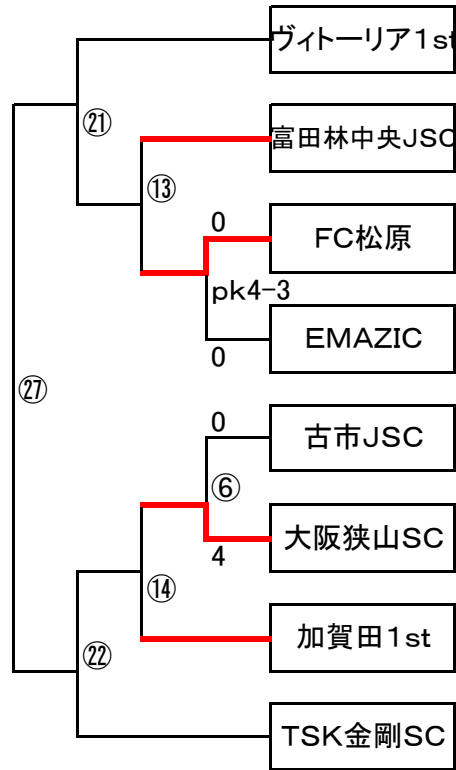 ヴィトーリア1st
㉑
富田林中央JSC
⑬
0
FC松原
pk4-3
EMAZIC
0
㉗
0
古市JSC
⑥
大阪狭山SC
4
⑭
加賀田1st
㉒
TSK金剛SC